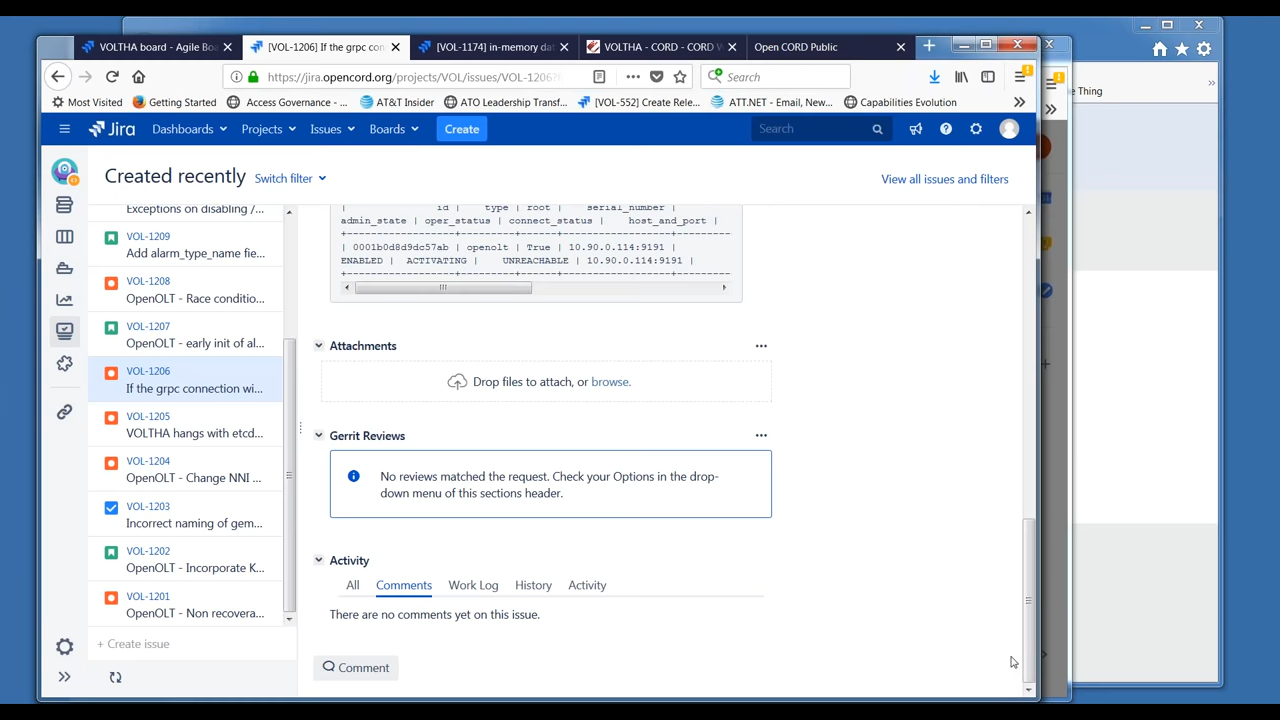 VOLTHA board - Agile Boa
[VOL-1206] If the grpc con
[VOL-1174] in-memory dat
VOLTHA - CORD - CORD W
Open CORD Public
https://jira.opencord.org/projects/VOL/issues/VOL-1206?
Search
Most Visited
Getting Started
Access Governance - ...
AT&T Insider
ATO Leadership Transf...
[VOL-552] Create Rele...
ATT.NET - Email, New...
Capabilities Evolution
e Thing
Jira
Dashboards
Projects
Issues
Boards
Create
Search
Created recently
Switch filter
View all issues and filters
Exceptions on disabling /
VOL-1209
Add alarm_type_name fie...
VOL-1208
OpenOLT - Race conditio...
VOL-1207
OpenOLT - early init of al...
VOL-1206
If the grpc connection wi...
VOL-1205
VOLTHA hangs with etcd...
VOL-1204
OpenOLT - Change NNI ...
VOL-1203
Incorrect naming of gem...
VOL-1202
OpenOLT - Incorporate K...
VOL-1201
OpenOLT - Non recovera...
+ Create issue
id | type | root | serial_number |
admin_state | oper_status | connect_status | host_and_port |
+------------------+---------+------+--------
| 0001b0d8d9dc57ab | openolt | True | 10.90.0.114:9191 |
ENABLED | ACTIVATING | UNREACHABLE | 10.90.0.114:9191 |
+------------------+---------+------+--------
Attachments
Drop files to attach, or browse.
Gerrit Reviews
No reviews matched the request. Check your Options in the drop-
down menu of this sections header.
Activity
All
Comments
Work Log
History
Activity
There are no comments yet on this issue.
Comment